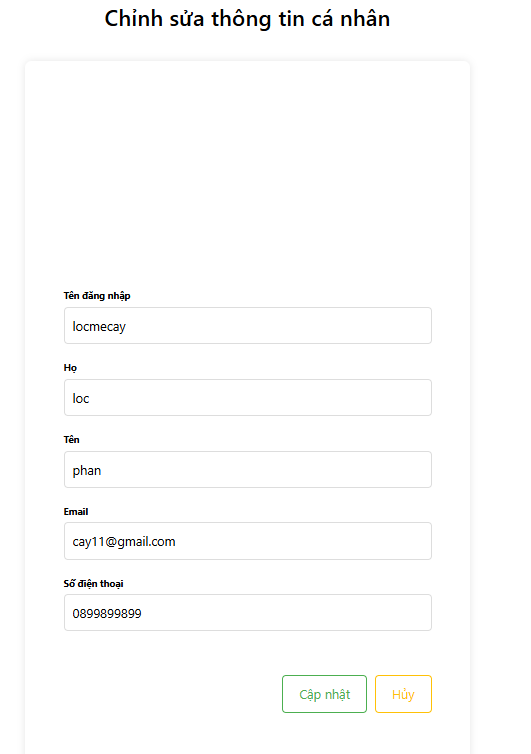 Chỉnh sửa thông tin cá nhân
Tên đăng nhập
locmecay
Họ
loc
Tên
phan
Email
cay11@gmail.com
Số điện thoại
0899899899
Cập nhật Hủy